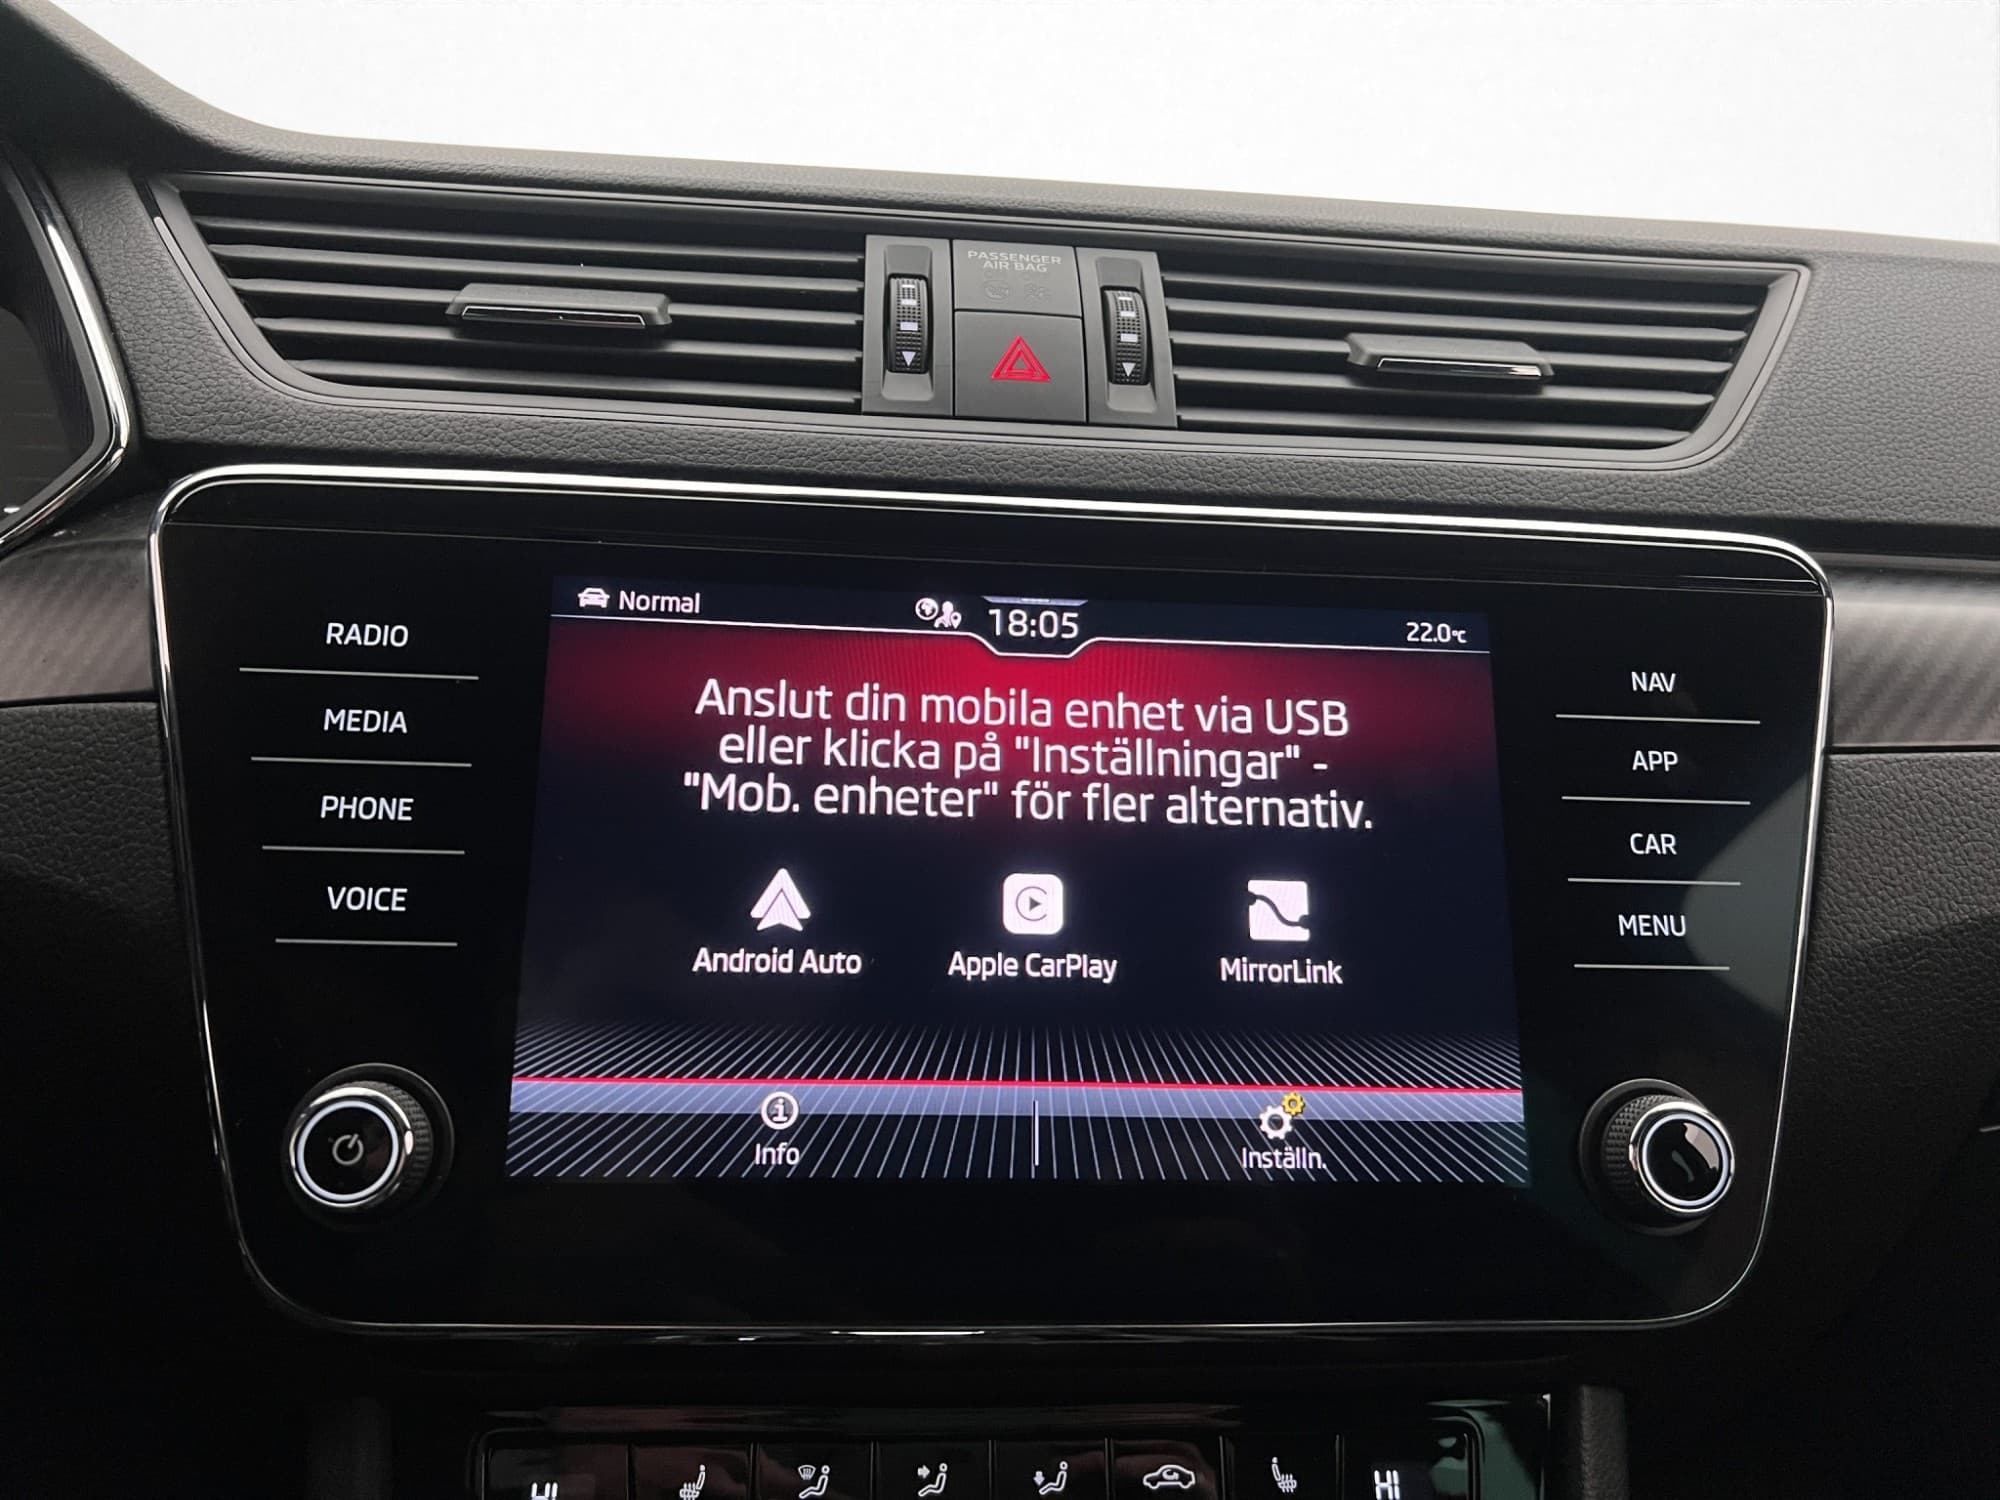 PASSENGER
AIR BAG
Normal
18:05
22.0°C
RADIO
MEDIA
PHONE
VOICE
Anslut din mobila enhet via USB
eller klicka på "Inställningar" -
"Mob. enheter" för fler alternativ.
Android Auto
Apple CarPlay
MirrorLink
Info
Inställn.
NAV
APP
CAR
MENU
HI